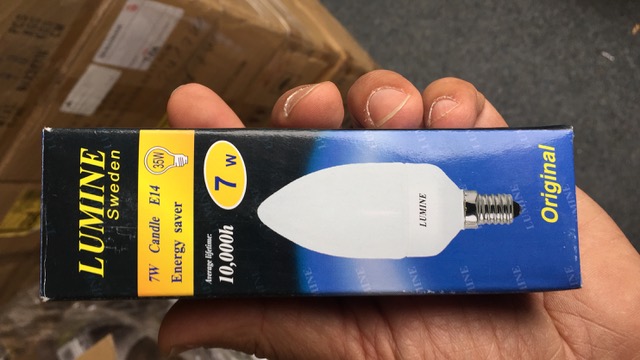 LUMINE
Sweden
7W Candle E14
Energy saver
35W
7 W
Average lifetime:
10,000h
LUMINE
Original